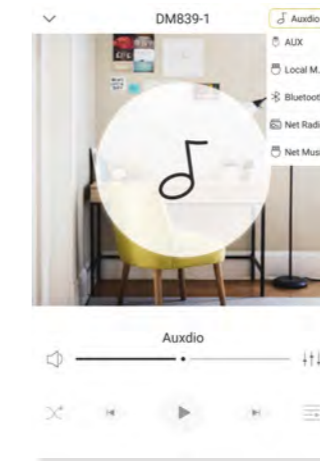 DM839-1
Auxdio
AUX
Local M.
Bluetoot
Net Radi
Net Musi
Auxdio